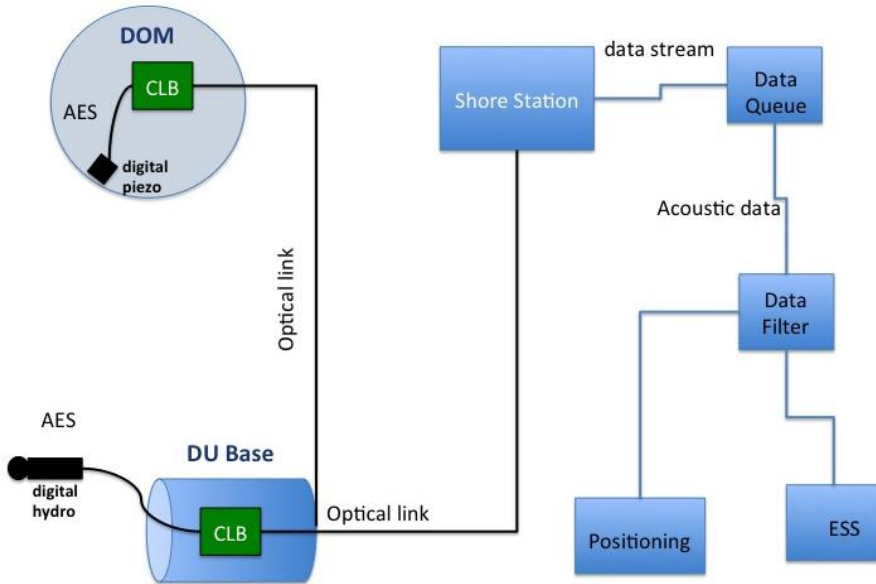 DOM
CLB
AES
digital
piezo
Optical link
AES
digital
hydro
DU Base
CLB
Optical link
Shore Station
data stream
Data
Queue
Acoustic data
Data
Filter
Positioning
ESS